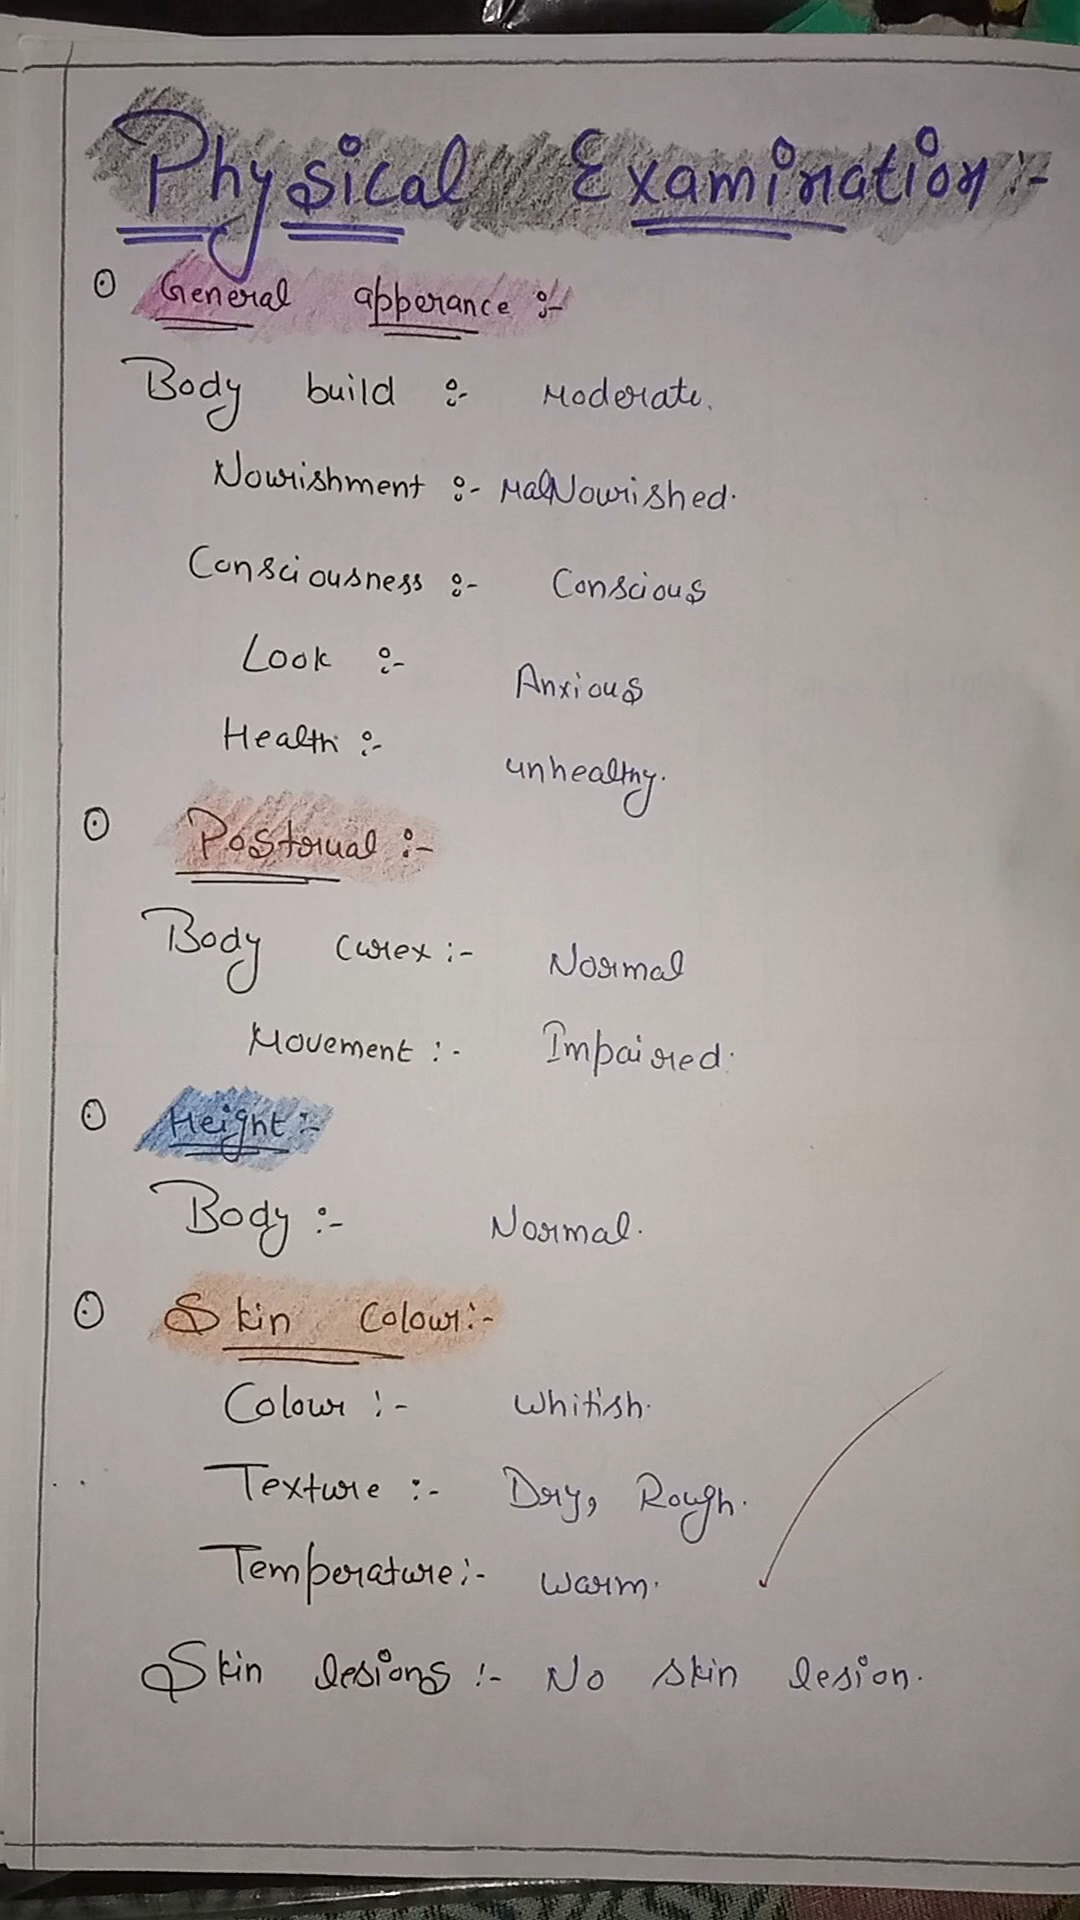 Physical Examination :-
General apperance :-
Body build :- Moderate.
Nourishment :- MalNourished.
Consciousness :- Conscious
Look :- Anxious
Health :- unhealthy.
Postural :-
Body Curex :- Normal
Movement :- Impaired.
Height :-
Body :- Normal.
Skin Colour :-
Colour :- Whitish.
Texture :- Dry, Rough.
Temperature :- Warm.
Skin lesions :- No skin lesion.